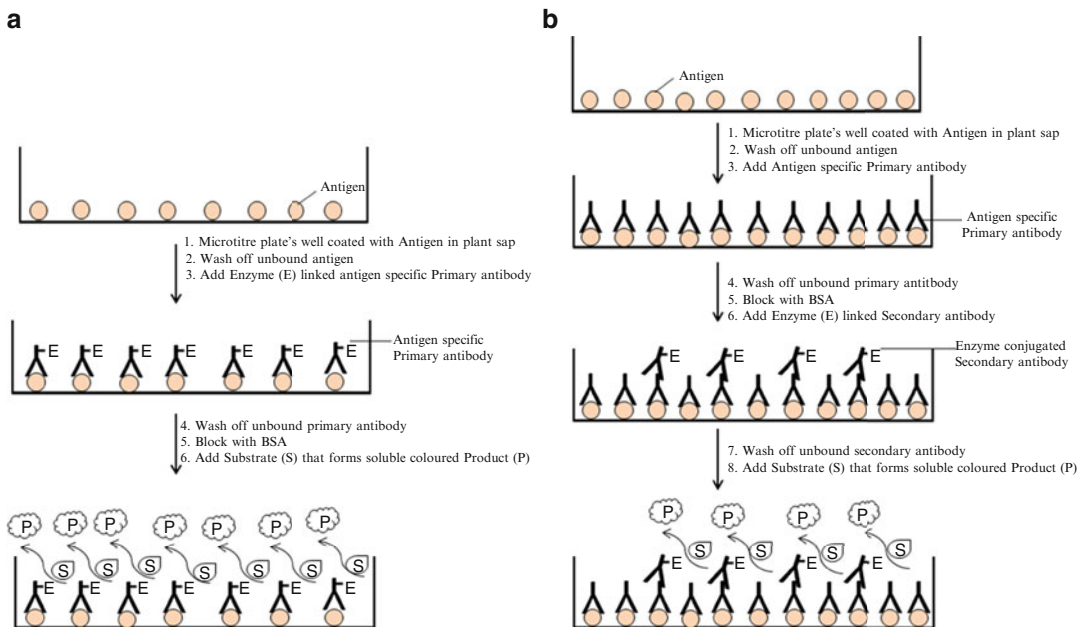 a
Antigen
1. Microtitre plate's well coated with Antigen in plant sap
2. Wash off unbound antigen
3. Add Enzyme (E) linked antigen specific Primary antibody
E E E E E E E
Antigen specific
Primary antibody
4. Wash off unbound primary antibody
5. Block with BSA
6. Add Substrate (S) that forms soluble coloured Product (P)
P P P P P P P
S S S S S S S
E E E E E E E
b
Antigen
1. Microtitre plate's well coated with Antigen in plant sap
2. Wash off unbound antigen
3. Add Antigen specific Primary antibody
Antigen specific
Primary antibody
4. Wash off unbound primary antitbody
5. Block with BSA
6. Add Enzyme (E) linked Secondary antibody
E E E E
Enzyme conjugated
Secondary antibody
7. Wash off unbound secondary antibody
8. Add Substrate (S) that forms soluble coloured Product (P)
P P P P
S S S S
E E E E